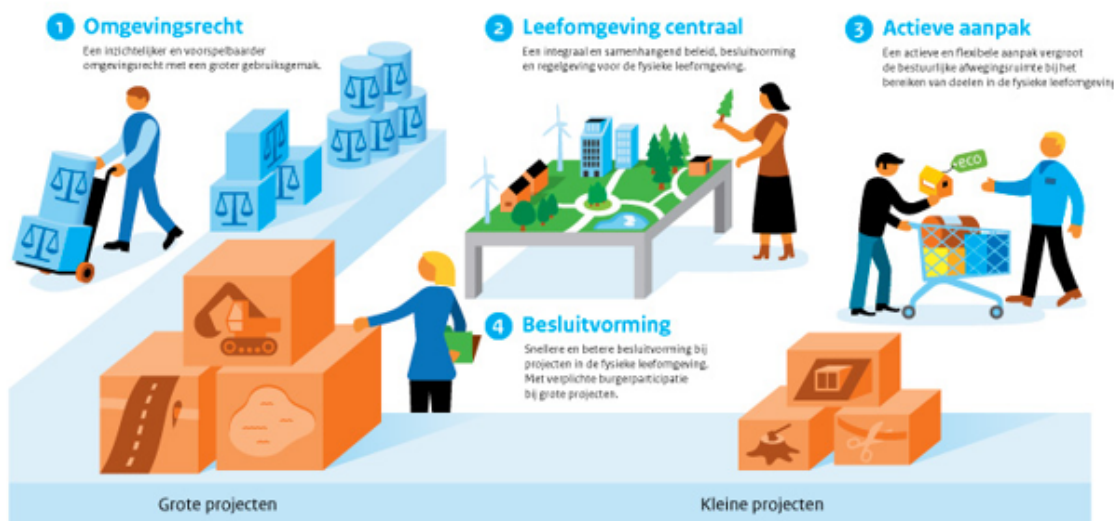 1 Omgevingsrecht
Een inzichtelijker en voorspelbaarder
omgevingsrecht met een groter gebruiksgemak.
2 Leefomgeving centraal
Een integraal en samenhangend beleid, besluitvorming
en regelgeving voor de fysieke leefomgeving.
3 Actieve aanpak
Een actieve en flexibele aanpak vergroot
de bestuurlijke afwegingsruimte bij het
bereiken van doelen in de fysieke leefomgeving
eco
4 Besluitvorming
Snellere en betere besluitvorming bij
projecten in de fysieke leefomgeving.
Met verplichte burgerparticipatie
bij grote projecten.
Grote projecten
Kleine projecten